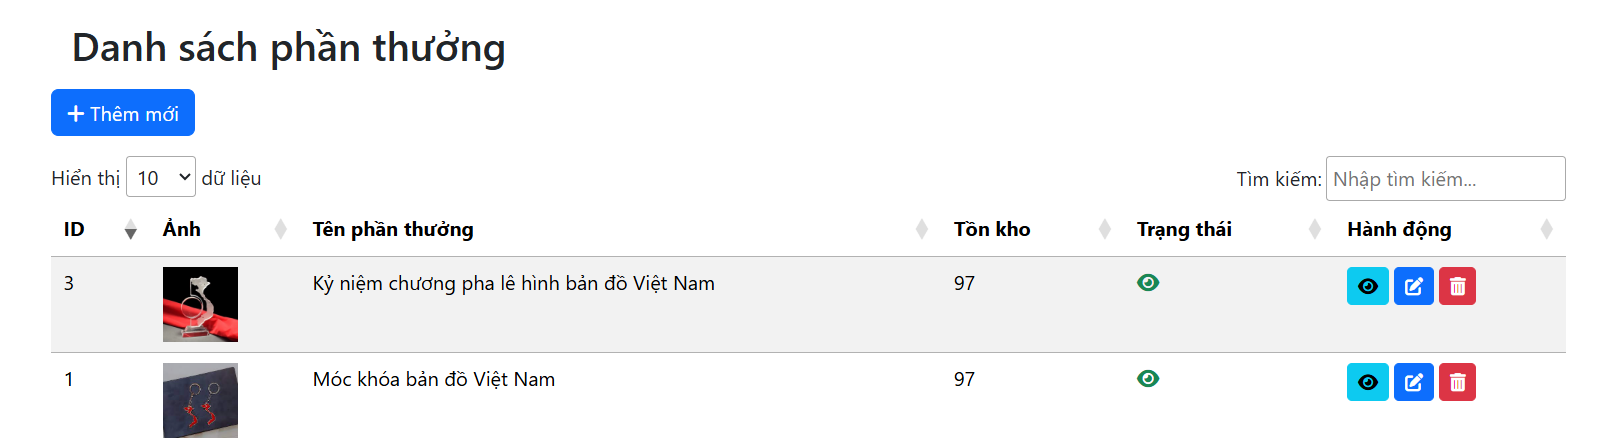 Danh sách phần thưởng
Thêm mới
Hiển thị 10 dữ liệu Tìm kiếm: Nhập tìm kiếm...
ID Ảnh Tên phần thưởng Tồn kho Trạng thái Hành động
3 Kỷ niệm chương pha lê hình bản đồ Việt Nam 97
1 Móc khóa bản đồ Việt Nam 97